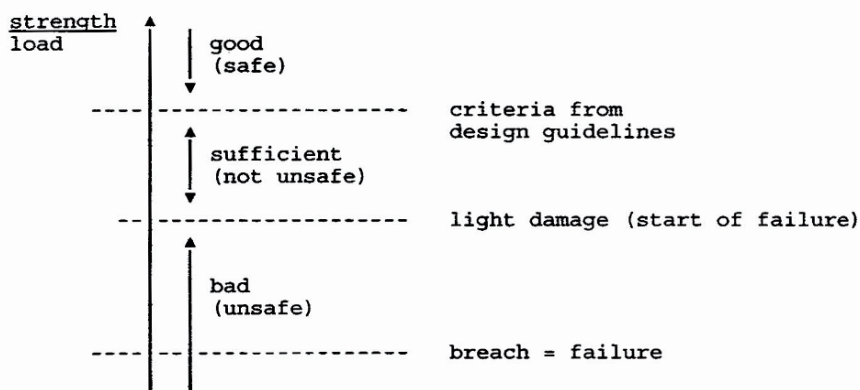 strength
load
good
(safe)
criteria from
design guidelines
sufficient
(not unsafe)
light damage (start of failure)
bad
(unsafe)
breach = failure